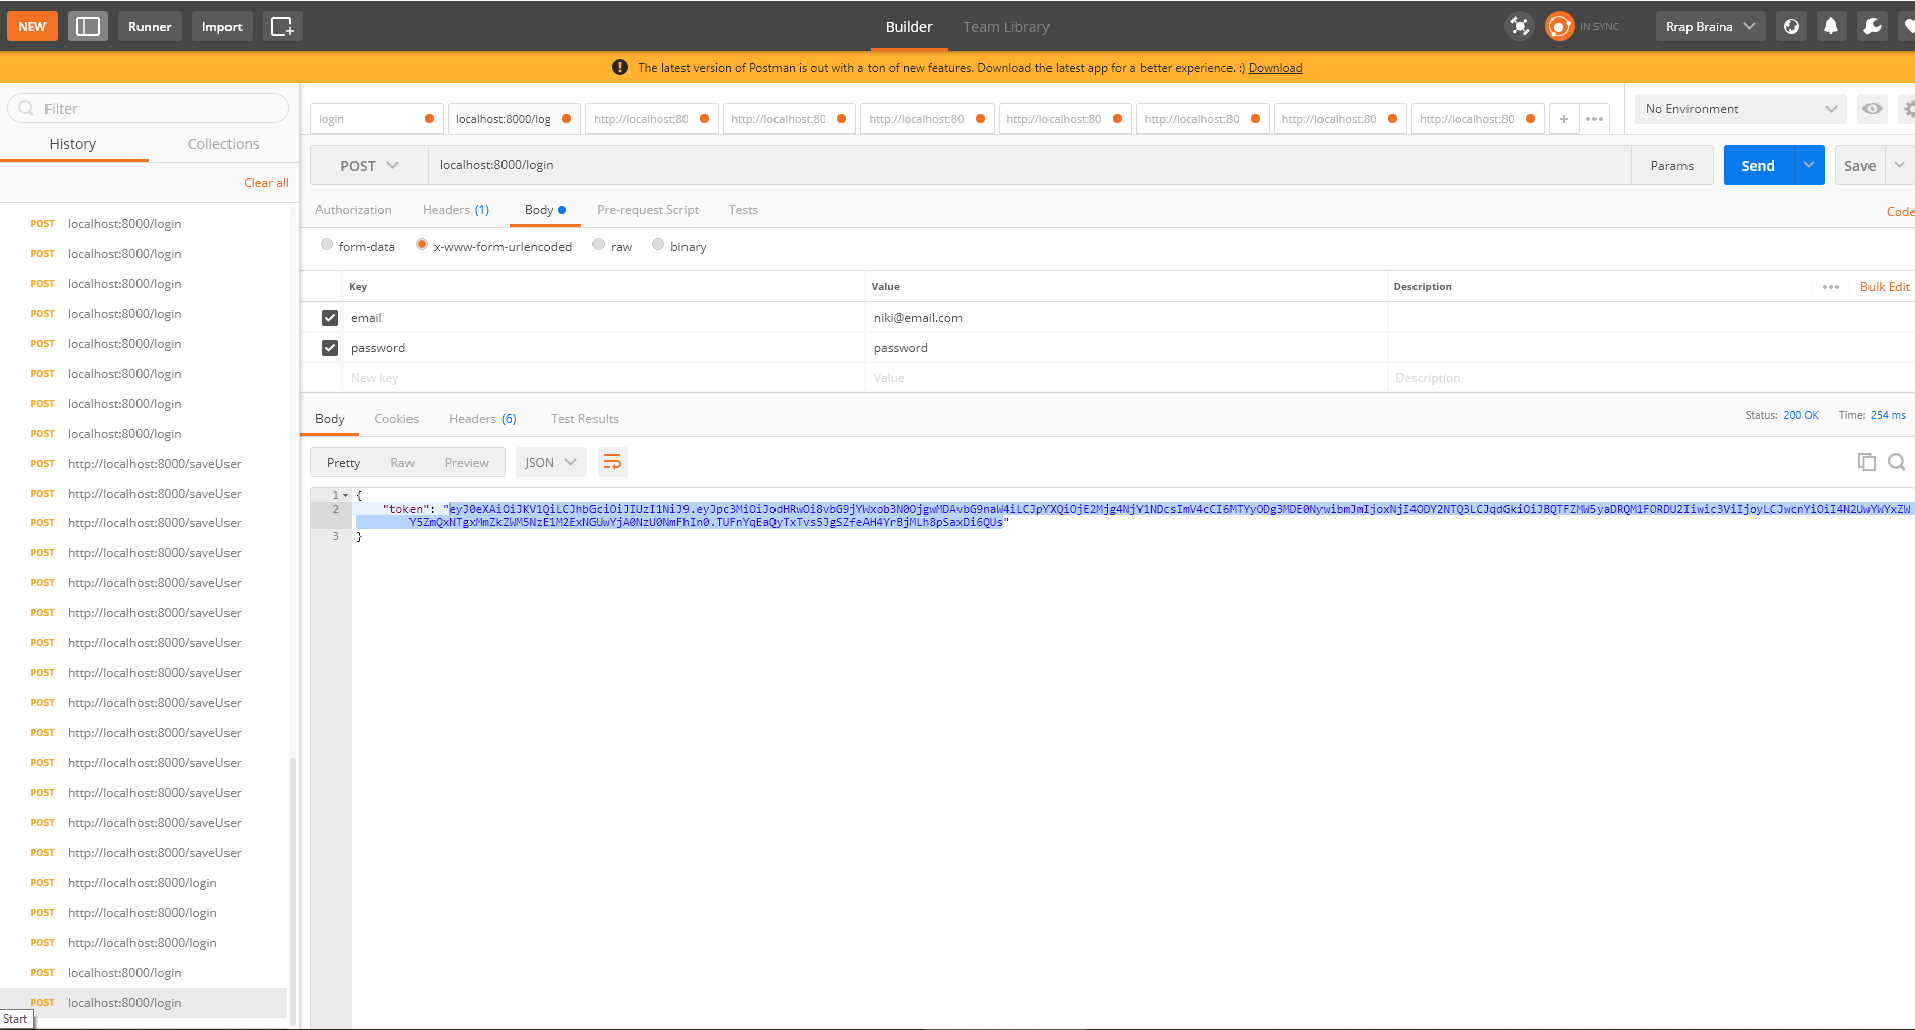 NEW Runner Import Builder Team Library IN SYNC Rrap Braina
The latest version of Postman is out with a ton of new features. Download the latest app for a better experience. :) Download
Filter
History Collections
Clear all
POST localhost:8000/login
POST localhost:8000/login
POST localhost:8000/login
POST localhost:8000/login
POST localhost:8000/login
POST localhost:8000/login
POST localhost:8000/login
POST localhost:8000/login
POST http://localhost:8000/saveUser
POST http://localhost:8000/saveUser
POST http://localhost:8000/saveUser
POST http://localhost:8000/saveUser
POST http://localhost:8000/saveUser
POST http://localhost:8000/saveUser
POST http://localhost:8000/saveUser
POST http://localhost:8000/saveUser
POST http://localhost:8000/saveUser
POST http://localhost:8000/saveUser
POST http://localhost:8000/saveUser
POST http://localhost:8000/saveUser
POST http://localhost:8000/saveUser
POST http://localhost:8000/saveUser
POST http://localhost:8000/login
POST http://localhost:8000/login
POST http://localhost:8000/login
POST localhost:8000/login
POST localhost:8000/login
Start
login localhost:8000/log http://localhost:80 http://localhost:80 http://localhost:80 http://localhost:80 http://localhost:80 http://localhost:80 http://localhost:80 + ••• No Environment
POST localhost:8000/login Params Send Save
Authorization Headers (1) Body Pre-request Script Tests Code
form-data x-www-form-urlencoded raw binary
Key Value Description ••• Bulk Edit
email niki@email.com
password password
New key Value Description
Body Cookies Headers (6) Test Results Status: 200 OK Time: 254 ms
Pretty Raw Preview JSON
1 {
2 "token": "
3 }